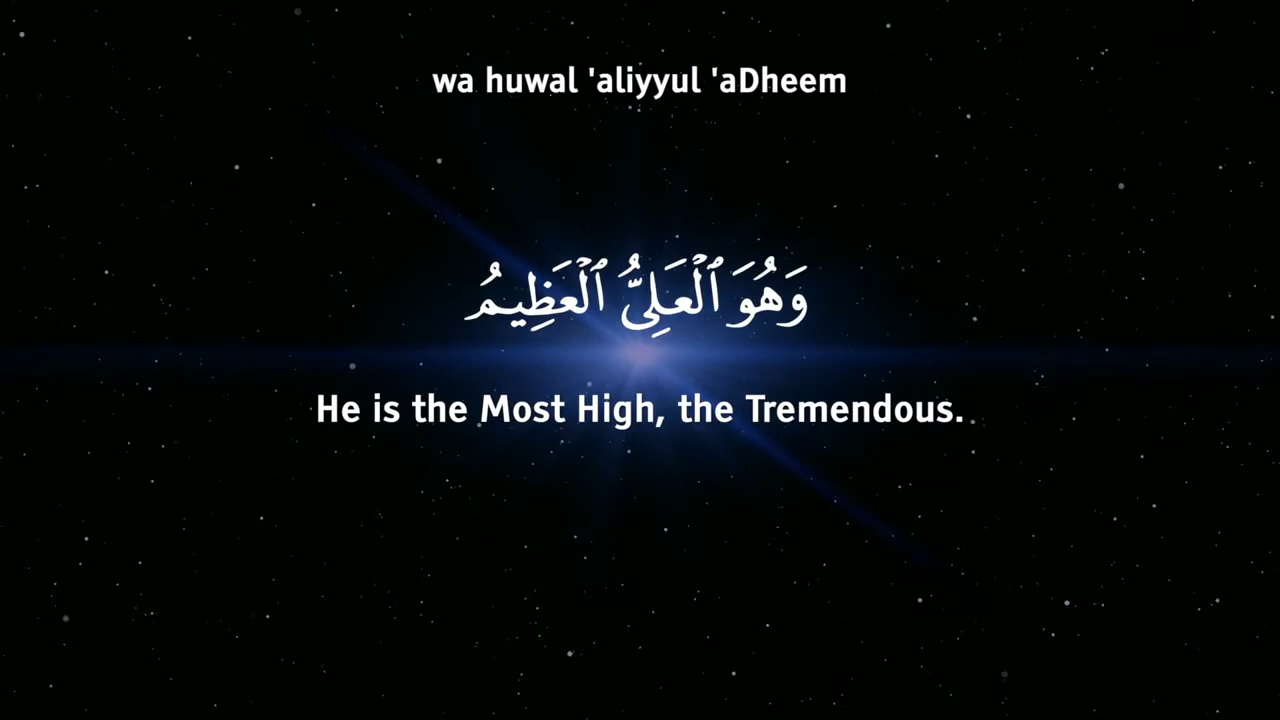 wa huwal 'aliyyul 'aDheem
وَهُوَ ٱلْعَلِىُّ ٱلْعَظِيمُ
He is the Most High, the Tremendous.